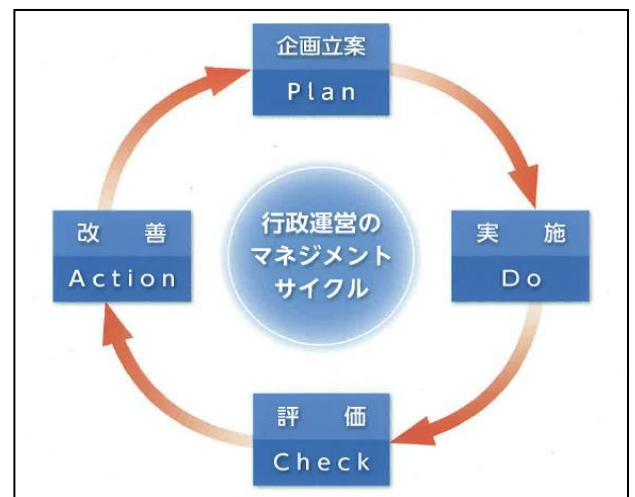 企画立案
Plan
行政運営の
マネジメント
サイクル
改　善
Action
実　施
Do
評　価
Check